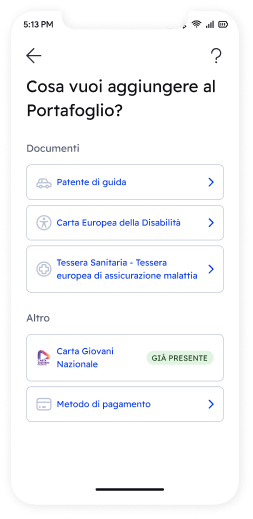 5:13 PM
Cosa vuoi aggiungere al
Portafoglio?
Documenti
Patente di guida
Carta Europea della Disabilità
Tessera Sanitaria - Tessera
europea di assicurazione malattia
Altro
Carta Giovani
Nazionale
GIÀ PRESENTE
Metodo di pagamento